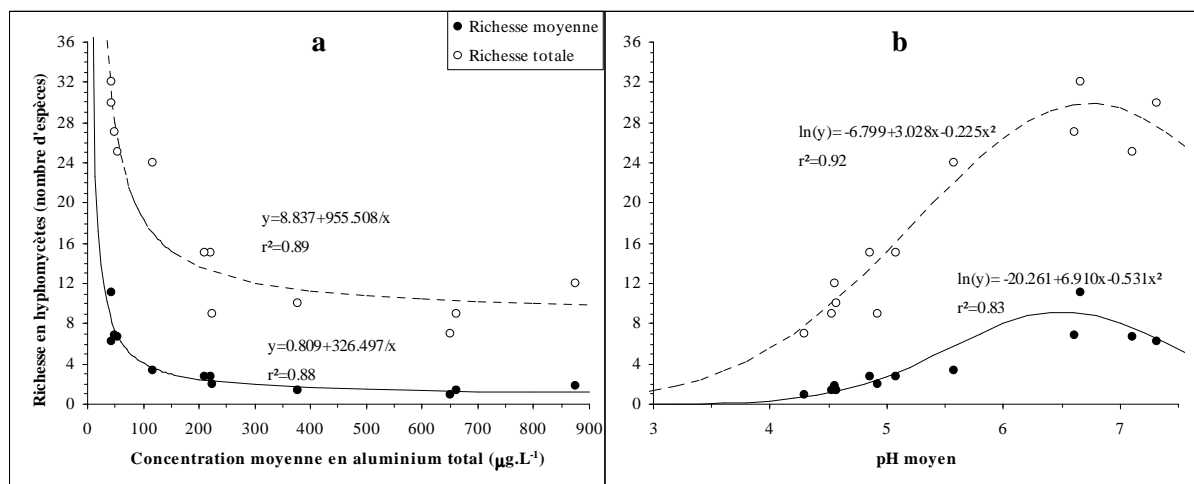 a
Richesse moyenne
Richesse totale
Richesse en hyphomycètes (nombre d'espèces)
36
32
28
24
20
16
12
8
4
0
y=8.837+955.508/x
r²=0.89
y=0.809+326.497/x
r²=0.88
0 100 200 300 400 500 600 700 800 900
Concentration moyenne en aluminium total (µg.L⁻¹)
b
36
32
28
24
20
16
12
8
4
0
ln(y)= -6.799+3.028x-0.225x²
r²=0.92
ln(y)= -20.261+6.910x-0.531x²
r²=0.83
3 4 5 6 7
pH moyen